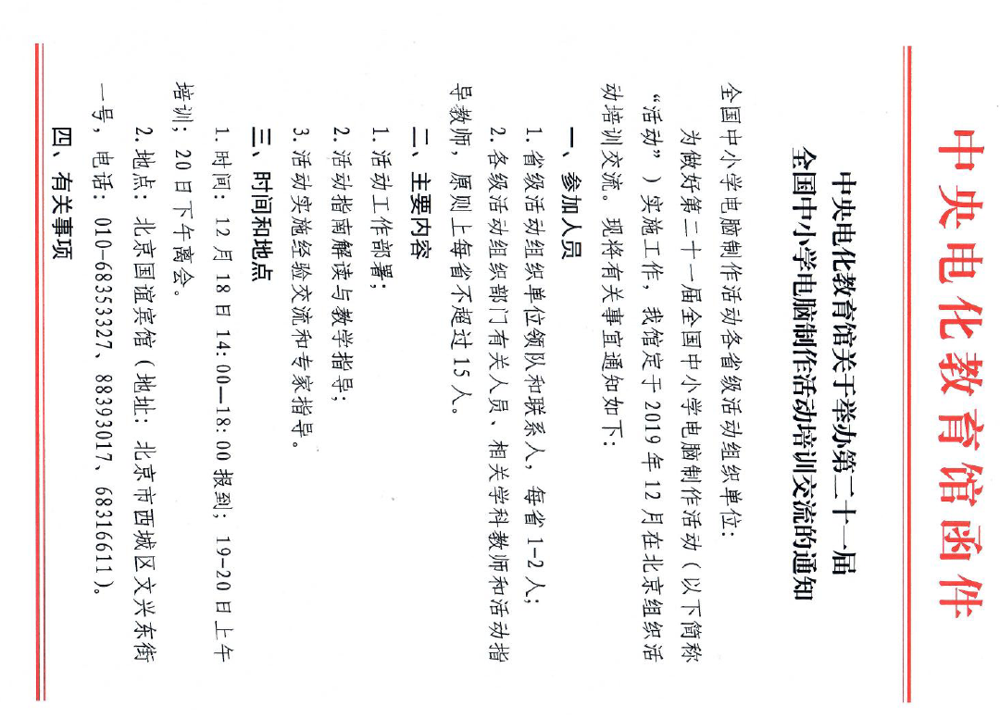 中央电化教育馆函件
中央电化教育馆关于举办第二十一届
全国中小学电脑制作活动培训交流的通知
全国中小学电脑制作活动各省级活动组织单位：
为做好第二十一届全国中小学电脑制作活动（以下简称
“活动”）实施工作，我馆定于2019年12月在北京组织活
动培训交流。现将有关事宜通知如下：
一、参加人员
1.省级活动组织单位领队和联系人，每省1-2人；
2.各级活动组织部门有关人员、相关学科教师和活动指
导教师，原则上每省不超过15人。
二、主要内容
1.活动工作部署；
2.活动指南解读与教学指导；
3.活动实施经验交流和专家指导。
三、时间和地点
1.时间：12月18日14:00—18:00报到；19-20日上午
培训；20日下午离会。
2.地点：北京国谊宾馆（地址：北京市西城区文兴东街
一号，电话：010-68353327、88393017、68316611）。
四、有关事项